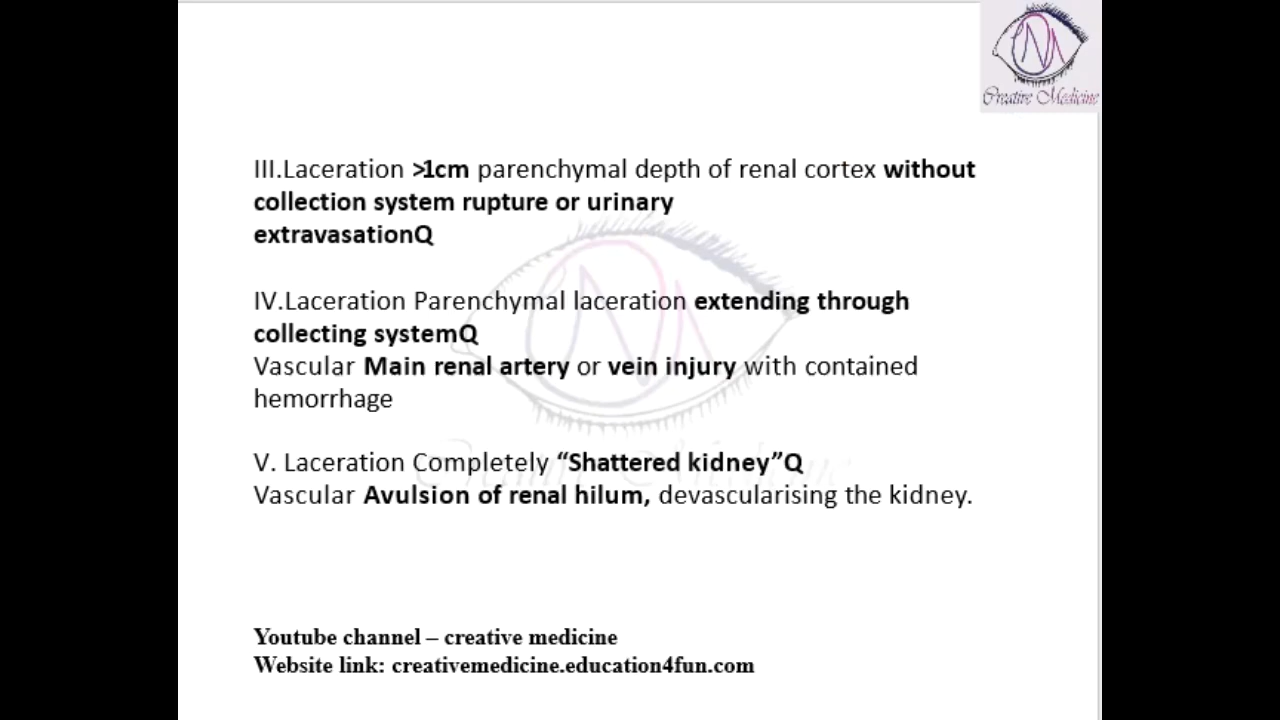 Creative Medicine
III.Laceration >1cm parenchymal depth of renal cortex without
collection system rupture or urinary
extravasationQ
IV.Laceration Parenchymal laceration extending through
collecting systemQ
Vascular Main renal artery or vein injury with contained
hemorrhage
V. Laceration Completely “Shattered kidney”Q
Vascular Avulsion of renal hilum, devascularising the kidney.
Creative Medicine
Youtube channel – creative medicine
Website link: creativemedicine.education4fun.com